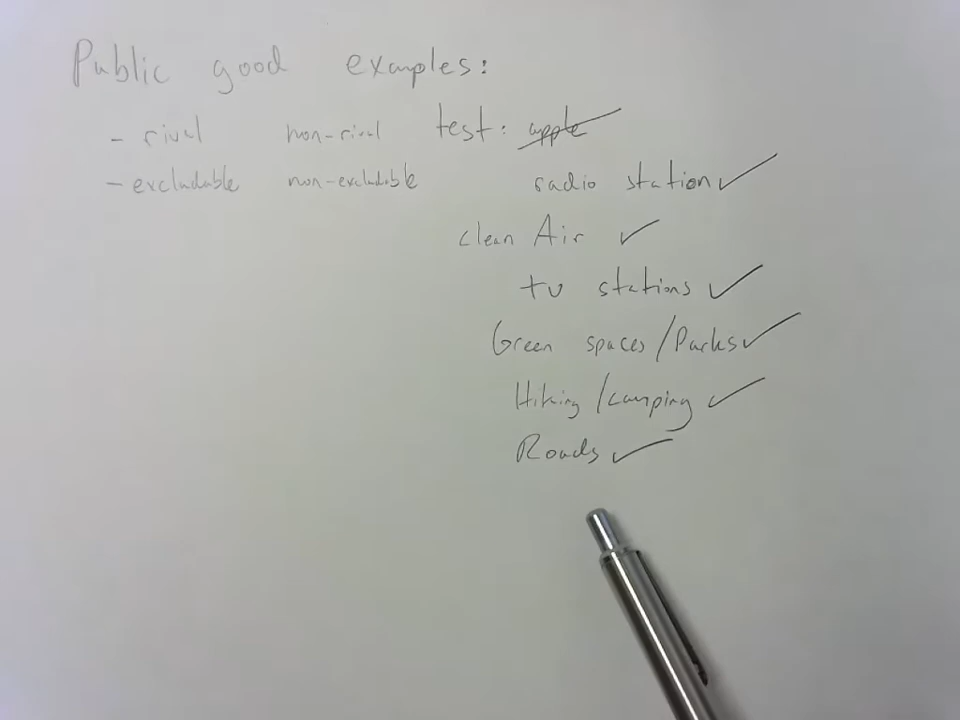 Public good examples:
- rival non-rival test: apple
- excludable non-excludible radio station ✓
clean Air ✓
tv stations ✓
Green spaces/Parks ✓
Hiking/camping ✓
Roads ✓